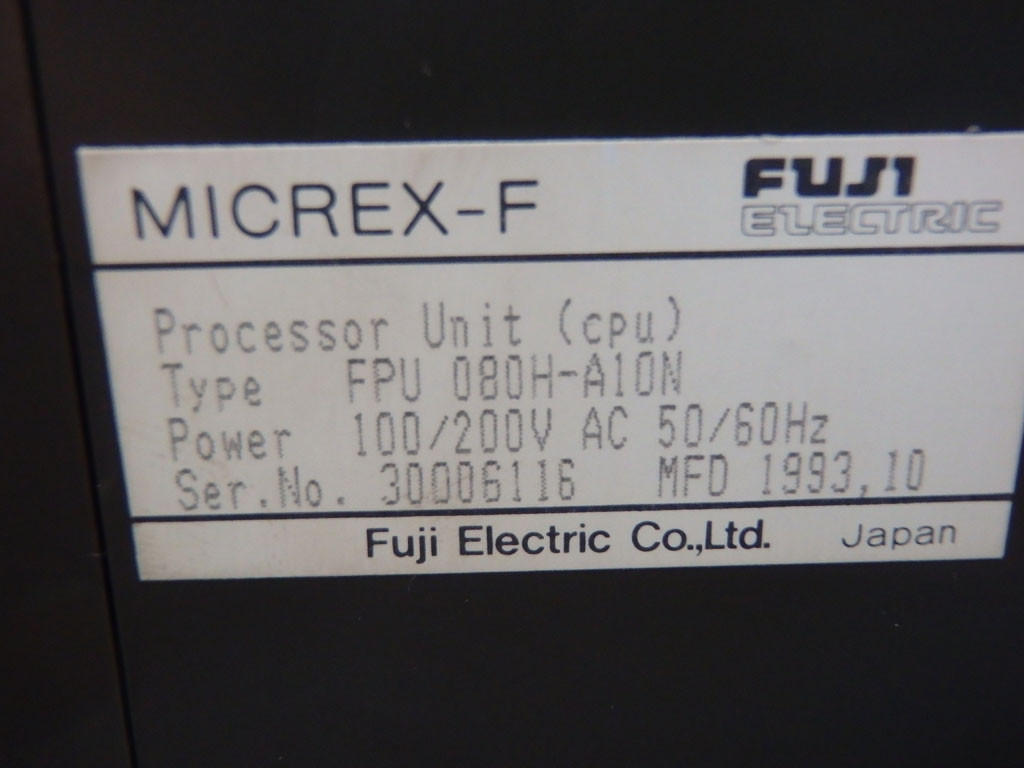 MICREX-F
FUJI
ELECTRIC
Processor Unit (cpu)
Type FPU 080H-A10N
Power 100/200V AC 50/60Hz
Ser.No. 30006116 MFD 1993,10
Fuji Electric Co.,Ltd. Japan